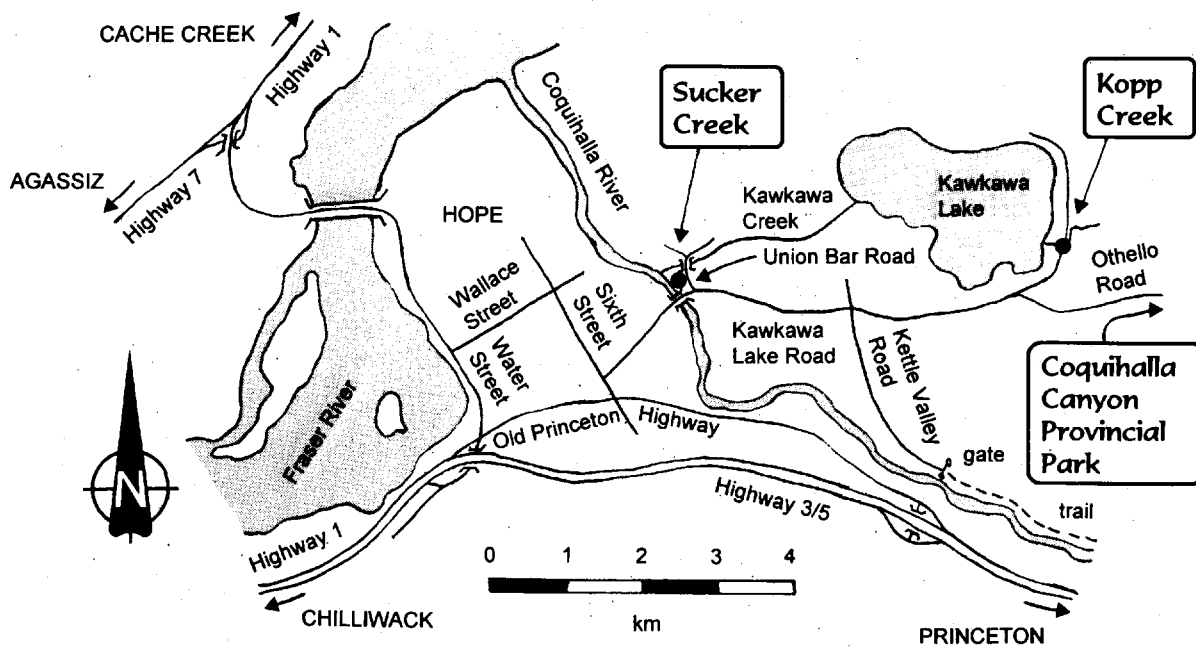 CACHE CREEK
Highway 1
Coquihalla River
Sucker
Creek
Kopp
Creek
AGASSIZ
Highway 7
HOPE
Kawkawa
Creek
Kawkawa
Lake
Union Bar Road
Othello
Road
Wallace
Street
Sixth
Street
Water
Street
Kawkawa
Lake Road
Kettle Valley
Road
Coquihalla
Canyon
Provincial
Park
Fraser River
Old Princeton Highway
gate
trail
N
Highway 1
Highway 3/5
0 1 2 3 4
km
CHILLIWACK
PRINCETON